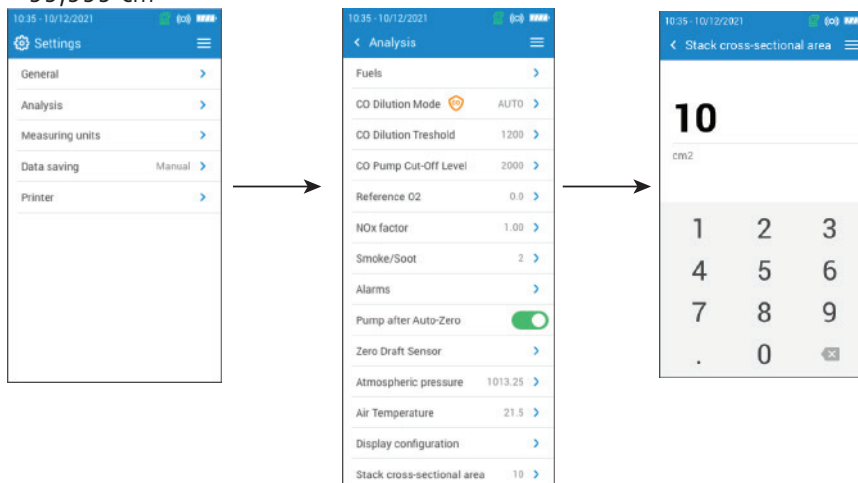 10:35 - 10/12/2021
Settings
General
Analysis
Measuring units
Data saving Manual
Printer
10:35 - 10/12/2021
Analysis
Fuels
CO Dilution Mode AUTO
CO Dilution Treshold 1200
CO Pump Cut-Off Level 2000
Reference O2 0.0
NOx factor 1.00
Smoke/Soot 2
Alarms
Pump after Auto-Zero
Zero Draft Sensor
Atmospheric pressure 1013.25
Air Temperature 21.5
Display configuration
Stack cross-sectional area 10
10:35 - 10/12/2021
Stack cross-sectional area
10
cm2
1 2 3
4 5 6
7 8 9
. 0